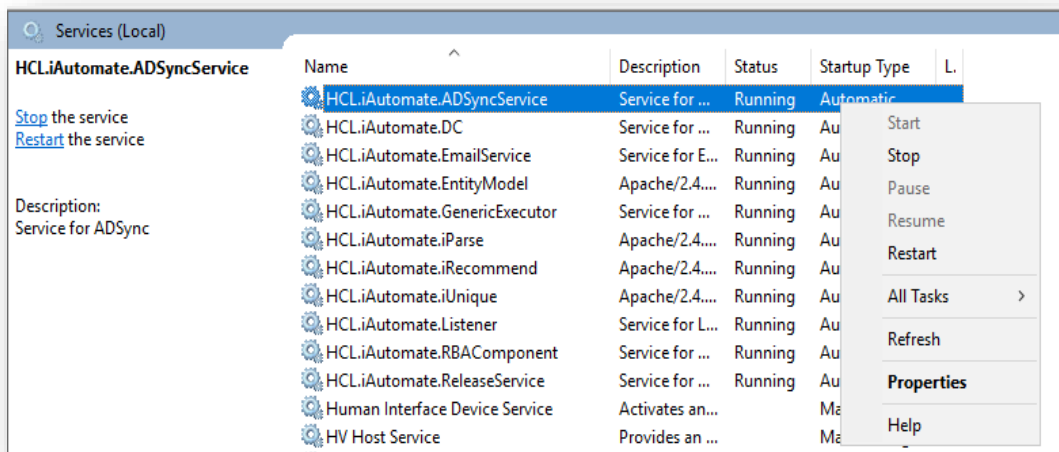 Services (Local)
HCL.iAutomate.ADSyncService
Stop the service
Restart the service
Description:
Service for ADSync
Name Description Status Startup Type L.
HCL.iAutomate.ADSyncService Service for ... Running Automatic
HCL.iAutomate.DC Service for ... Running Au
HCL.iAutomate.EmailService Service for E... Running Au
HCL.iAutomate.EntityModel Apache/2.4.... Running Au
HCL.iAutomate.GenericExecutor Service for ... Running Au
HCL.iAutomate.iParse Apache/2.4.... Running Au
HCL.iAutomate.iRecommend Apache/2.4.... Running Au
HCL.iAutomate.iUnique Apache/2.4.... Running Au
HCL.iAutomate.Listener Service for L... Running Au
HCL.iAutomate.RBAComponent Service for ... Running Au
HCL.iAutomate.ReleaseService Service for ... Running Au
Human Interface Device Service Activates an... Ma
HV Host Service Provides an ... Ma
Start
Stop
Pause
Resume
Restart
All Tasks
Refresh
Properties
Help